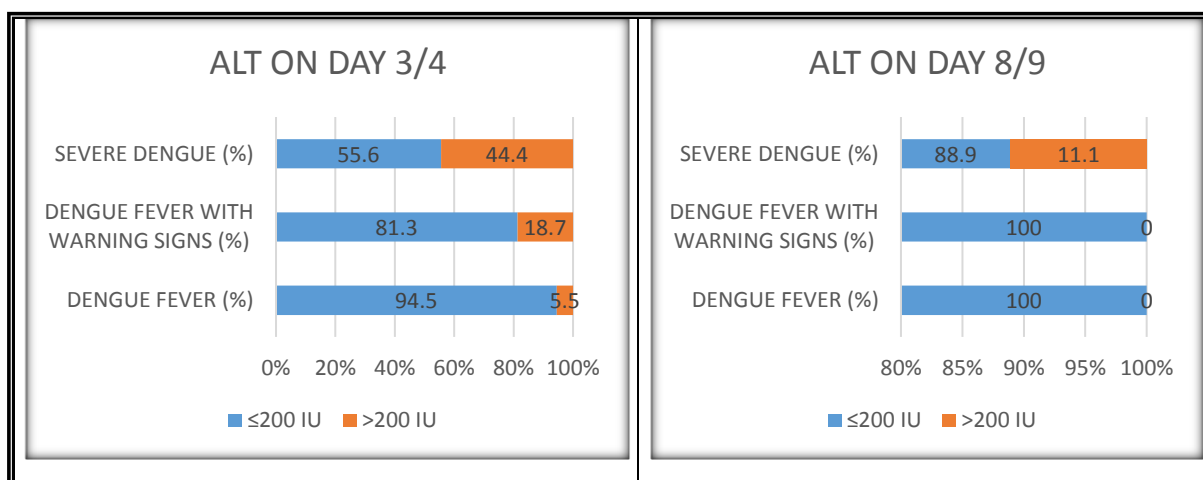 ALT ON DAY 3/4
SEVERE DENGUE (%)
55.6 44.4
DENGUE FEVER WITH
WARNING SIGNS (%)
81.3 18.7
DENGUE FEVER (%)
94.5 5.5
0% 20% 40% 60% 80% 100%
≤200 IU >200 IU
ALT ON DAY 8/9
SEVERE DENGUE (%)
88.9 11.1
DENGUE FEVER WITH
WARNING SIGNS (%)
100 0
DENGUE FEVER (%)
100 0
80% 85% 90% 95% 100%
≤200 IU >200 IU